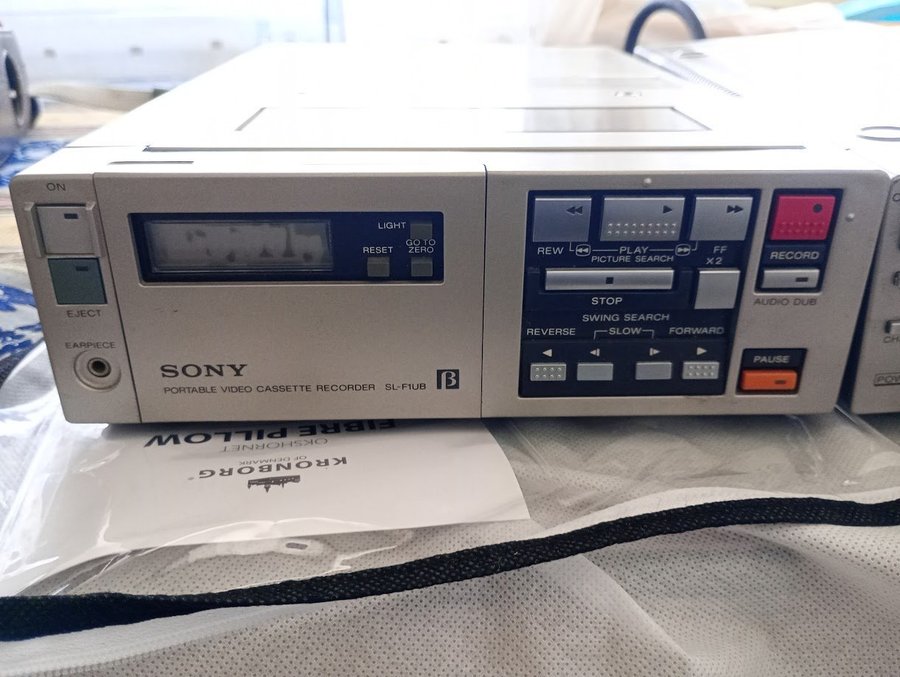 ON
EJECT
EARPIECE
LIGHT
RESET
GO TO
ZERO
SONY
PORTABLE VIDEO CASSETTE RECORDER SL-F1UB β
REW
PLAY
PICTURE SEARCH
FF
X2
STOP
SWING SEARCH
REVERSE
SLOW
FORWARD
RECORD
AUDIO DUB
PAUSE
KRONBORG
OF DENMARK
OKSHORNET
FIBRE PILLOW